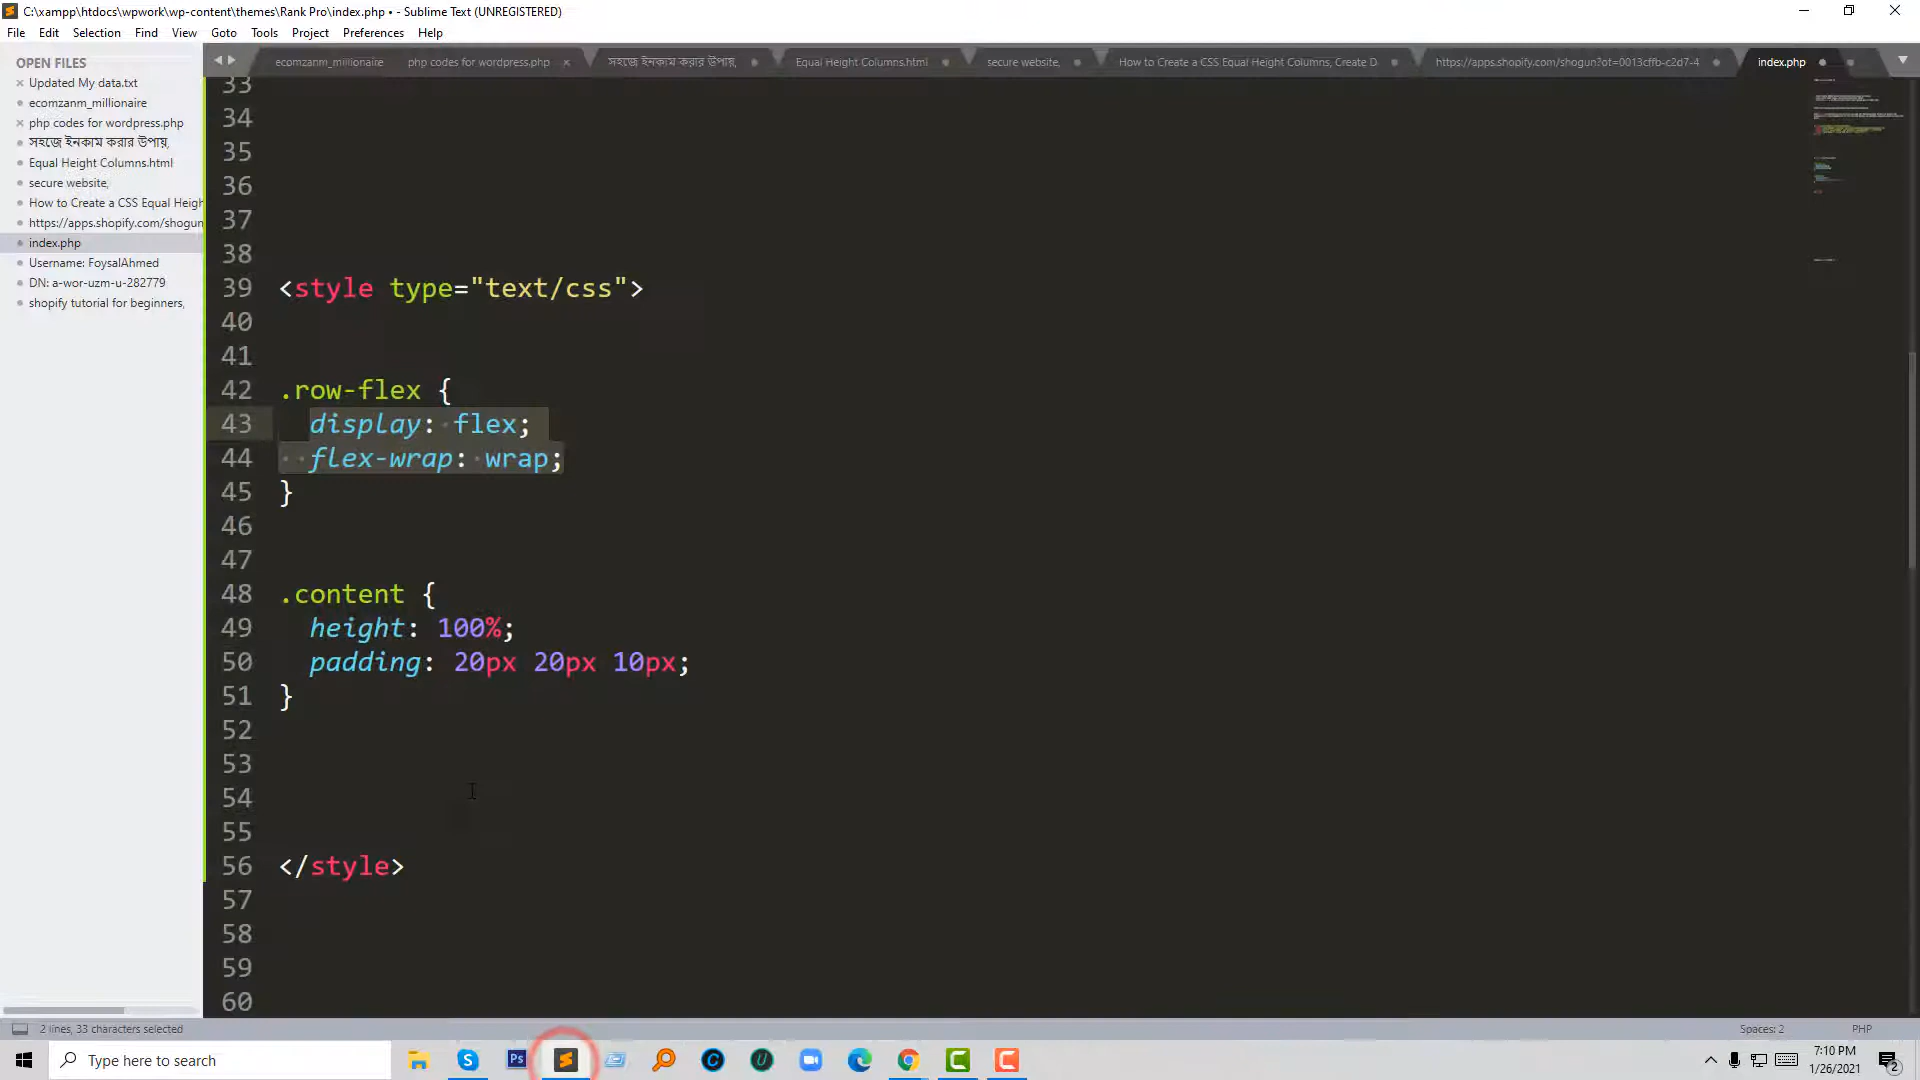 C:\xampp\htdocs\wpwork\wp-content\themes\Rank Pro\index.php • - Sublime Text (UNREGISTERED)
File Edit Selection Find View Goto Tools Project Preferences Help
OPEN FILES
Updated My data.txt
ecomzanm_millionaire
php codes for wordpress.php
সহজে ইনকাম করার উপায়,
Equal Height Columns.html
secure website,
How to Create a CSS Equal Heigh
https://apps.shopify.com/shogun
index.php
Username: FoysalAhmed
DN: a-wor-uzm-u-282779
shopify tutorial for beginners,
ecomzanm_millionaire php codes for wordpress.php সহজে ইনকাম করার উপায়, Equal Height Columns.html secure website, How to Create a CSS Equal Height Columns, Create D https://apps.shopify.com/shogun?ot=0013cffb-c2d7-4 index.php
33
34
35
36
37
38
39 <style type="text/css">
40
41
42 .row-flex {
43 display: flex;
44 flex-wrap: wrap;
45 }
46
47
48 .content {
49 height: 100%;
50 padding: 20px 20px 10px;
51 }
52
53
54
55
56 </style>
57
58
59
60
2 lines, 33 characters selected Spaces: 2 PHP
Type here to search
Ps
7:10 PM
1/26/2021
2